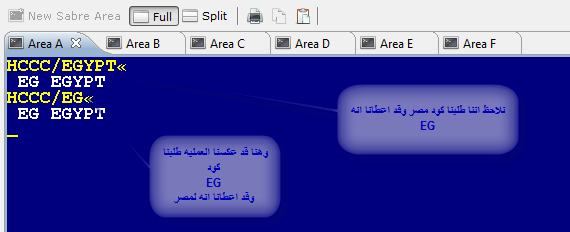 New Sabre Area Full Split
Area A Area B Area C Area D Area E Area F
HCCC/EGYPT«
EG EGYPT
HCCC/EG«
EG EGYPT
نلاحظ اننا طلبنا كود مصر وقد اعطانا انه
EG
وهنا قد عكسنا العمليه طلبنا
كود
EG
وقد اعطانا انه لمصر